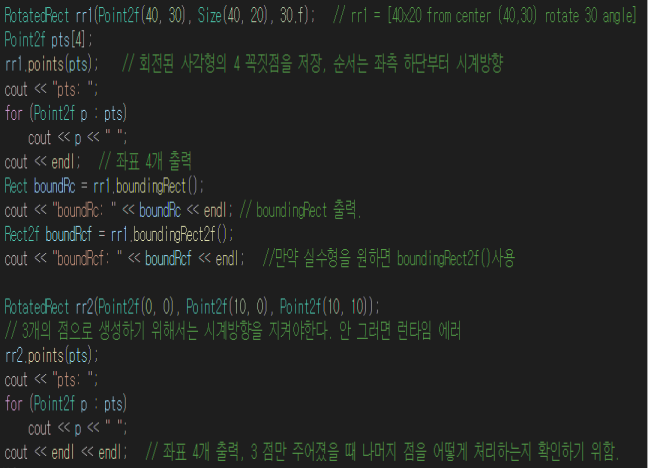 RotatedRect rr1(Point2f(40, 30), Size(40, 20), 30.f);  // rr1 = [40x20 from center (40,30) rotate 30 angle]
Point2f pts[4];
rr1.points(pts);   // 회전된 사각형의 4 꼭짓점을 저장, 순서는 좌측 하단부터 시계방향
cout << "pts: ";
for (Point2f p : pts)
    cout << p << " ";
cout << endl;  // 좌표 4개 출력
Rect boundRc = rr1.boundingRect();
cout << "boundRc: " << boundRc << endl; // boundingRect 출력.
Rect2f boundRcf = rr1.boundingRect2f();
cout << "boundRcf: " << boundRcf << endl;  //만약 실수형을 원하면 boundingRect2f()사용
RotatedRect rr2(Point2f(0, 0), Point2f(10, 0), Point2f(10, 10));
// 3개의 점으로 생성하기 위해서는 시계방향을 지켜야한다. 안 그러면 런타임 에러
rr2.points(pts);
cout << "pts: ";
for (Point2f p : pts)
    cout << p << " ";
cout << endl << endl;  // 좌표 4개 출력, 3 점만 주어졌을 때 나머지 점을 어떻게 처리하는지 확인하기 위함.